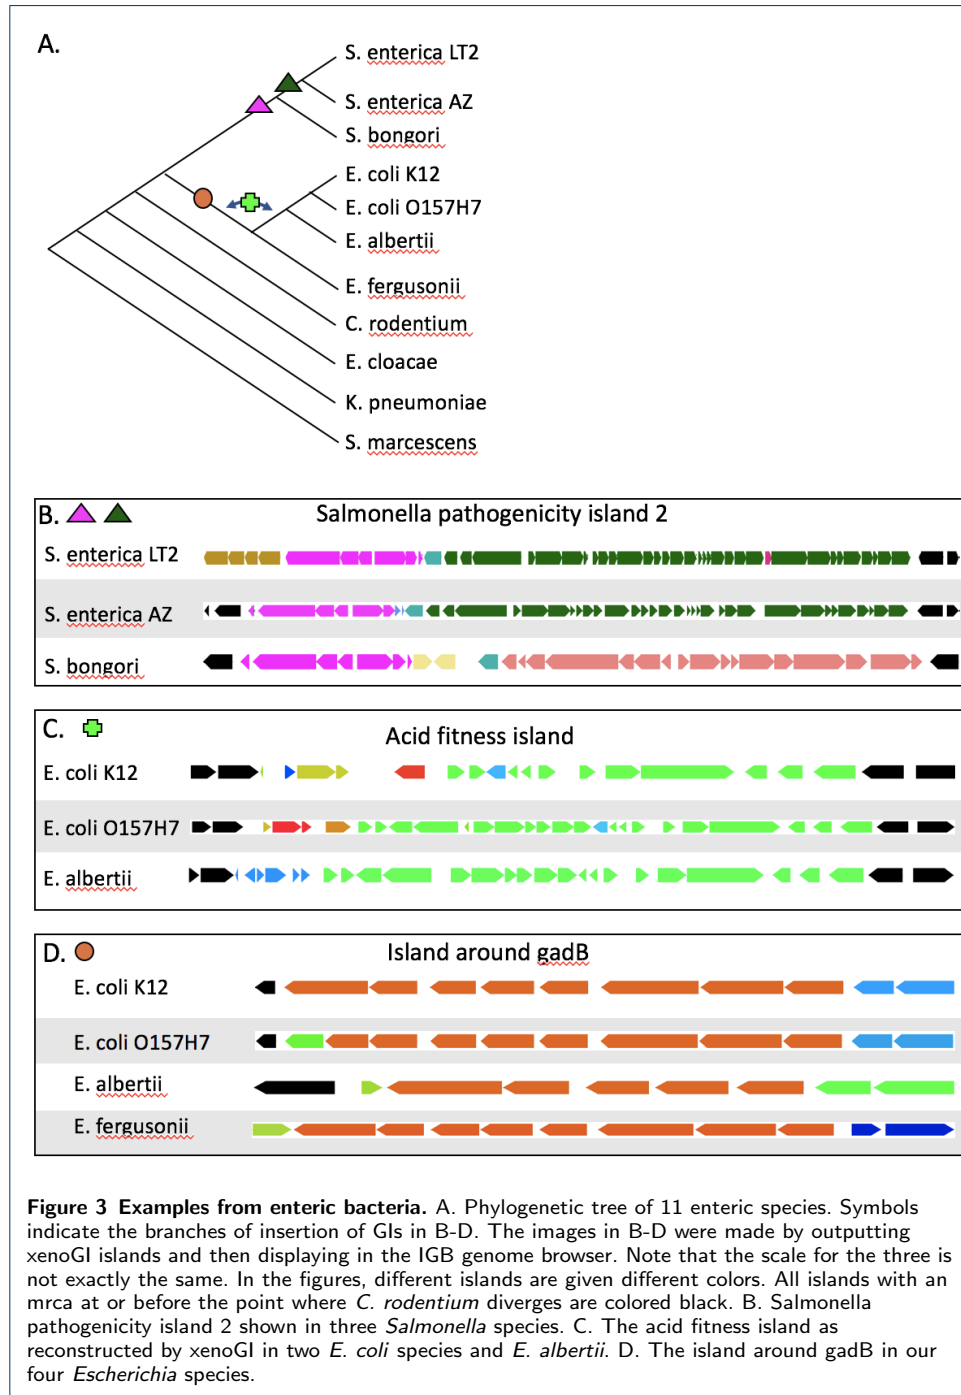 A.
S. enterica LT2
S. enterica AZ
S. bongori
E. coli K12
E. coli O157H7
E. albertii
E. fergusonii
C. rodentium
E. cloacae
K. pneumoniae
S. marcescens
B. Salmonella pathogenicity island 2
S. enterica LT2
S. enterica AZ
S. bongori
C. Acid fitness island
E. coli K12
E. coli O157H7
E. albertii
D. Island around gadB
E. coli K12
E. coli O157H7
E. albertii
E. fergusonii
Figure 3 Examples from enteric bacteria. A. Phylogenetic tree of 11 enteric species. Symbols
indicate the branches of insertion of GIs in B-D. The images in B-D were made by outputting
xenoGI islands and then displaying in the IGB genome browser. Note that the scale for the three is
not exactly the same. In the figures, different islands are given different colors. All islands with an
mrca at or before the point where C. rodentium diverges are colored black. B. Salmonella
pathogenicity island 2 shown in three Salmonella species. C. The acid fitness island as
reconstructed by xenoGI in two E. coli species and E. albertii. D. The island around gadB in our
four Escherichia species.